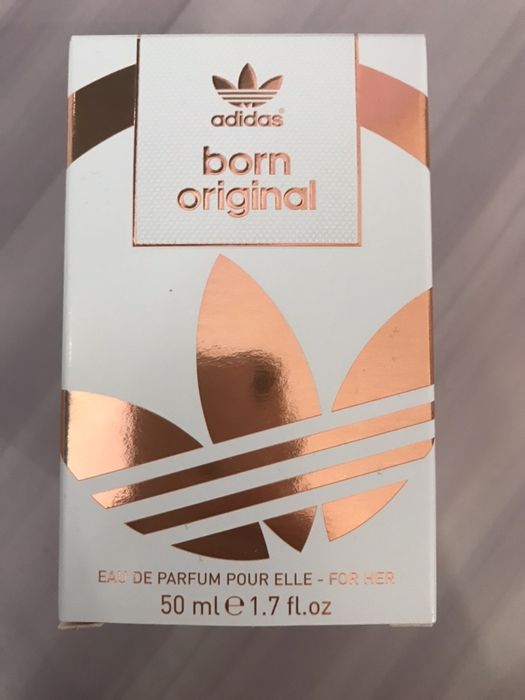 adidas®
born
original
EAU DE PARFUM POUR ELLE - FOR HER
50 ml ℮ 1.7 fl.oz